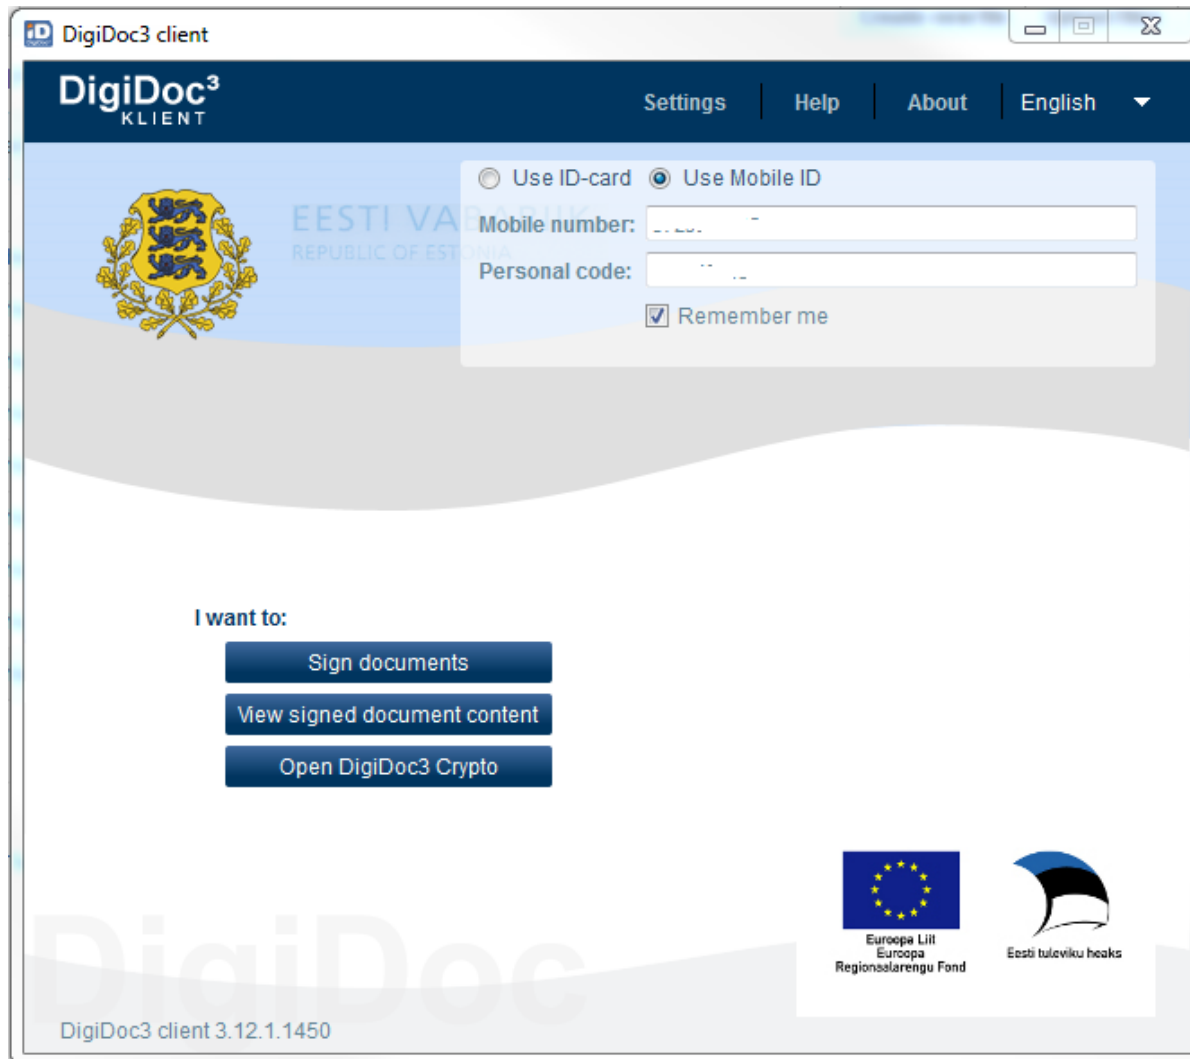 DigiDoc3 client
DigiDoc³
KLIENT
Settings
Help
About
English
Use ID-card
Use Mobile ID
EESTI VABARIIK
REPUBLIC OF ESTONIA
Mobile number:
Personal code:
Remember me
I want to:
Sign documents
View signed document content
Open DigiDoc3 Crypto
Euroopa Liit
Euroopa
Regionaalarengu Fond
Eesti tuleviku heaks
DigiDoc
DigiDoc3 client 3.12.1.1450